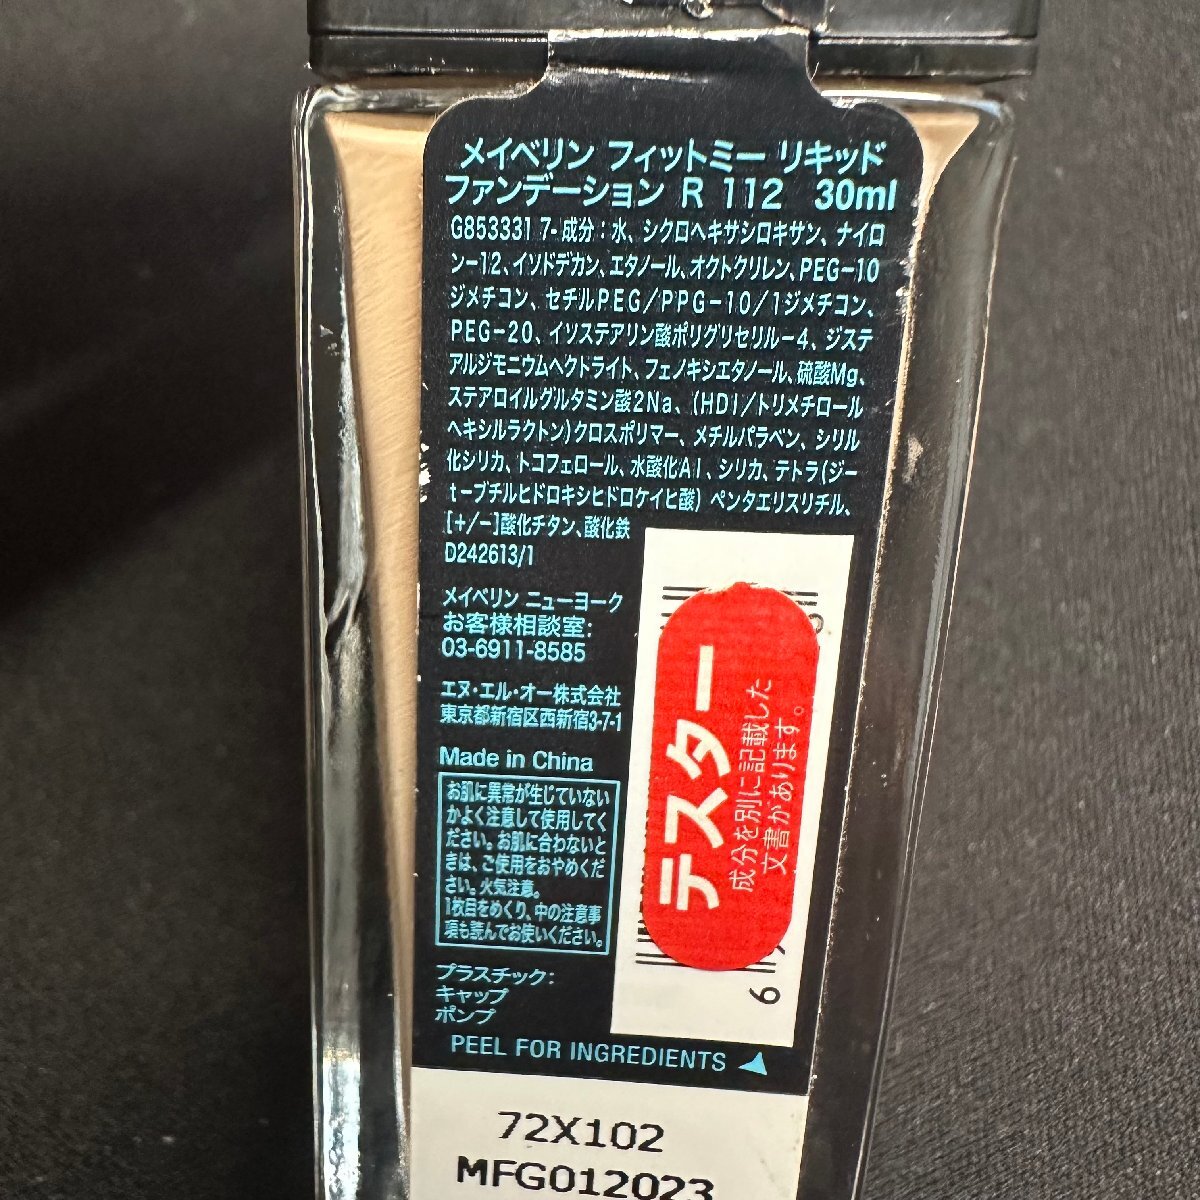 メイベリン フィットミー リキッド
ファンデーション R 112 30ml
G853331 7- 成分：水、シクロヘキサシロキサン、ナイロ
ン-12、イソドデカン、エタノール、オクトクリレン、PEG-10
ジメチコン、セチルPEG/PPG-10/1ジメチコン、
PEG-20、イソステアリン酸ポリグリセリル-4、ジステ
アルジモニウムヘクトライト、フェノキシエタノール、硫酸Mg、
ステアロイルグルタミン酸2Na、(HDI/トリメチロール
ヘキシルラクトン)クロスポリマー、メチルパラベン、シリル
化シリカ、トコフェロール、水酸化Al、シリカ、テトラ(ジー
t-ブチルヒドロキシヒドロケイヒ酸)ペンタエリスリチル、
[+/-]酸化チタン、酸化鉄
D242613/1
メイベリン ニューヨーク
お客様相談室:
03-6911-8585
エヌ・エル・オー株式会社
東京都新宿区西新宿3-7-1
Made in China
お肌に異常が生じていない
かよく注意して使用してく
ださい。お肌に合わないと
きは、ご使用をおやめくだ
さい。火気注意。
1枚目をめくり、中の注意事
項も読んでお使いください。
プラスチック:
キャップ
ポンプ
テスター
成分を別に記載した
文書があります。
6
PEEL FOR INGREDIENTS
72X102
MFG012023